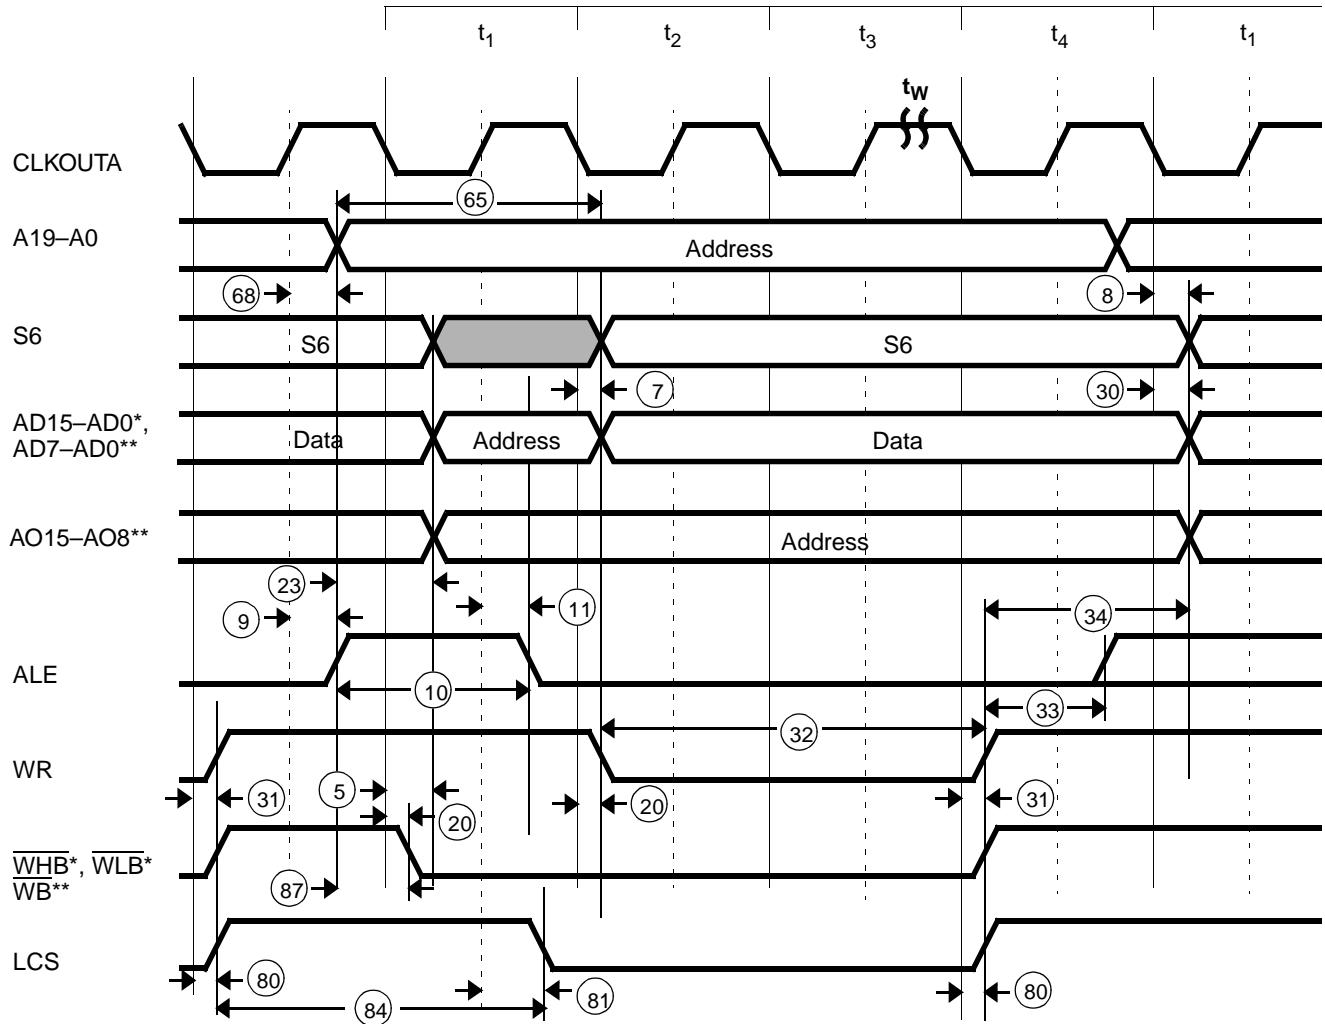 t1 t2 t3 t4 t1
tW
CLKOUTA
65
A19–A0
Address
68
8
S6
S6
S6
7
30
AD15–AD0*,
AD7–AD0**
Data
Address
Data
AO15–AO8**
Address
23
11
9
34
ALE
10
33
32
WR
31
5
20
20
31
WHB*, WLB*
WB**
87
LCS
80
84
81
80